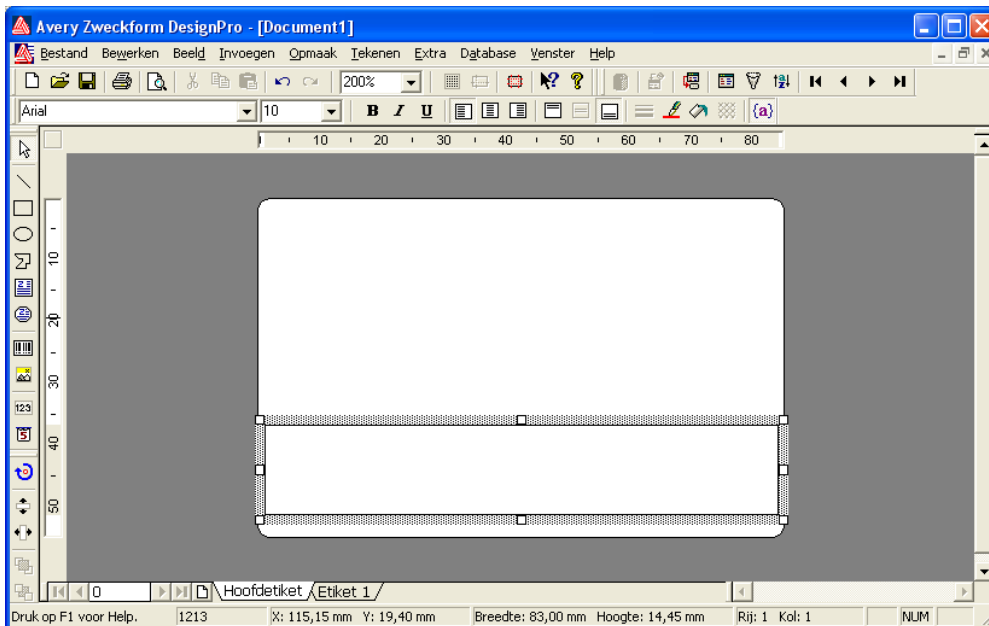 Avery Zweckform DesignPro - [Document1]
Bestand Bewerken Beeld Invoegen Opmaak Tekenen Extra Database Venster Help
200%
Arial 10 B I U {a}
10 20 30 40 50 60 70 80
10
20
30
40
50
123
5
0 Hoofdetiket Etiket 1
Druk op F1 voor Help. 1213 X: 115,15 mm Y: 19,40 mm Breedte: 83,00 mm Hoogte: 14,45 mm Rij: 1 Kol: 1 NUM